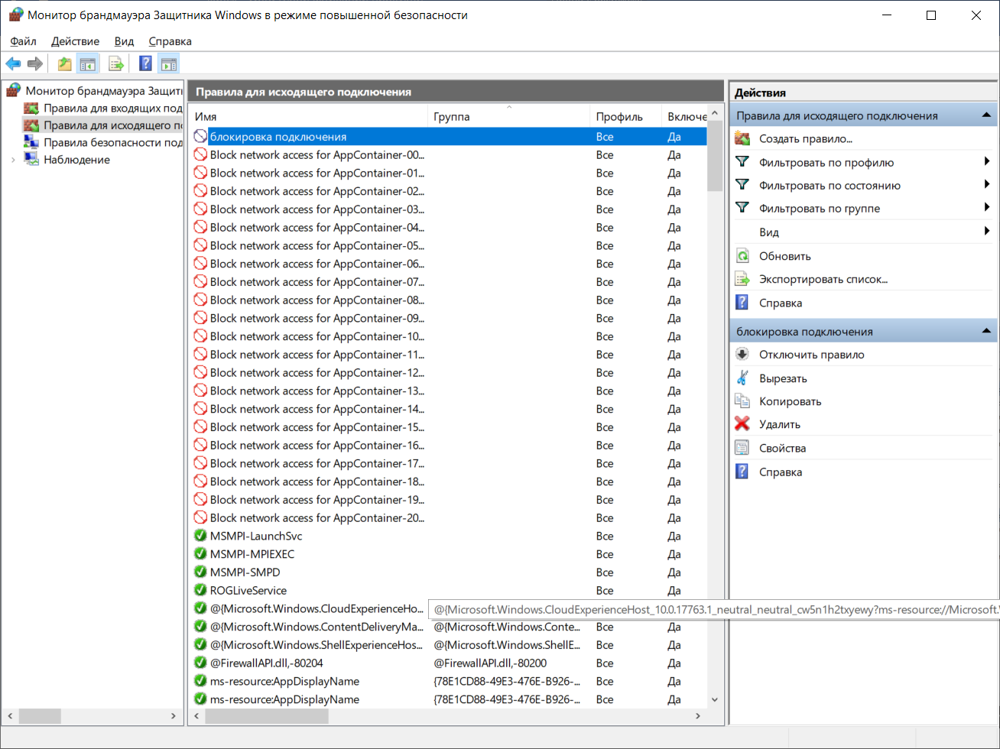 Монитор брандмауэра Защитника Windows в режиме повышенной безопасности
Файл Действие Вид Справка
Монитор брандмауэра Защити
Правила для входящих под
Правила для исходящего по
Правила безопасности под
Наблюдение
Правила для исходящего подключения
Имя Группа Профиль Включе
блокировка подключения Все Да
Block network access for AppContainer-00... Все Да
Block network access for AppContainer-01... Все Да
Block network access for AppContainer-02... Все Да
Block network access for AppContainer-03... Все Да
Block network access for AppContainer-04... Все Да
Block network access for AppContainer-05... Все Да
Block network access for AppContainer-06... Все Да
Block network access for AppContainer-07... Все Да
Block network access for AppContainer-08... Все Да
Block network access for AppContainer-09... Все Да
Block network access for AppContainer-10... Все Да
Block network access for AppContainer-11... Все Да
Block network access for AppContainer-12... Все Да
Block network access for AppContainer-13... Все Да
Block network access for AppContainer-14... Все Да
Block network access for AppContainer-15... Все Да
Block network access for AppContainer-16... Все Да
Block network access for AppContainer-17... Все Да
Block network access for AppContainer-18... Все Да
Block network access for AppContainer-19... Все Да
Block network access for AppContainer-20... Все Да
MSMPI-LaunchSvc Все Да
MSMPI-MPIEXEC Все Да
MSMPI-SMPD Все Да
ROGLiveService Все Да
@{Microsoft.Windows.CloudExperienceHo... @{Microsoft.Windows.CloudExperienceHost_10.0.17763.1_neutral_neutral_cw5n1h2txyewy?ms-resource://Microsoft.
@{Microsoft.Windows.ContentDeliveryMa... @{Microsoft.Windows.Conte... Все Да
@{Microsoft.Windows.ShellExperienceHos... @{Microsoft.Windows.ShellE... Все Да
@FirewallAPI.dll,-80204 @FirewallAPI.dll,-80200 Все Да
ms-resource:AppDisplayName {78E1CD88-49E3-476E-B926-... Все Да
ms-resource:AppDisplayName {78E1CD88-49E3-476E-B926-... Все Да
Действия
Правила для исходящего подключения
Создать правило...
Фильтровать по профилю
Фильтровать по состоянию
Фильтровать по группе
Вид
Обновить
Экспортировать список...
Справка
блокировка подключения
Отключить правило
Вырезать
Копировать
Удалить
Свойства
Справка